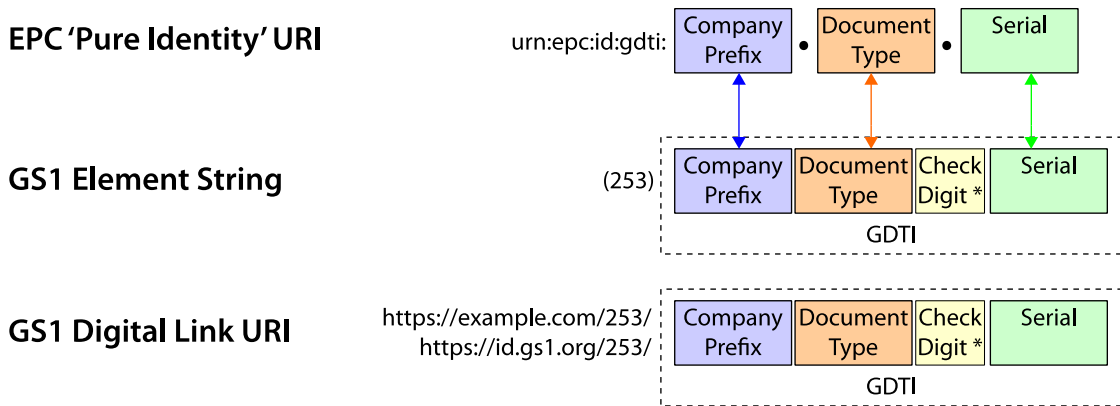 EPC ‘Pure Identity’ URI
urn:epc:id:gdti:
Company
Prefix
•
Document
Type
•
Serial
GS1 Element String
(253)
Company
Prefix
Document
Type
Check
Digit *
Serial
GDTI
GS1 Digital Link URI
https://example.com/253/
https://id.gs1.org/253/
Company
Prefix
Document
Type
Check
Digit *
Serial
GDTI